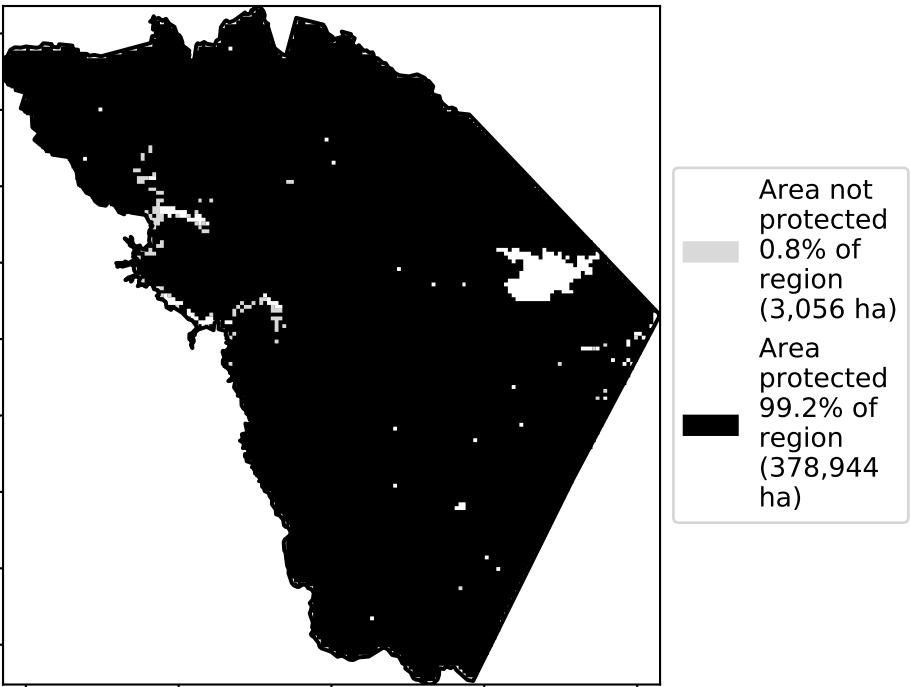 Area not
protected
0.8% of
region
(3,056 ha)
Area
protected
99.2% of
region
(378,944
ha)